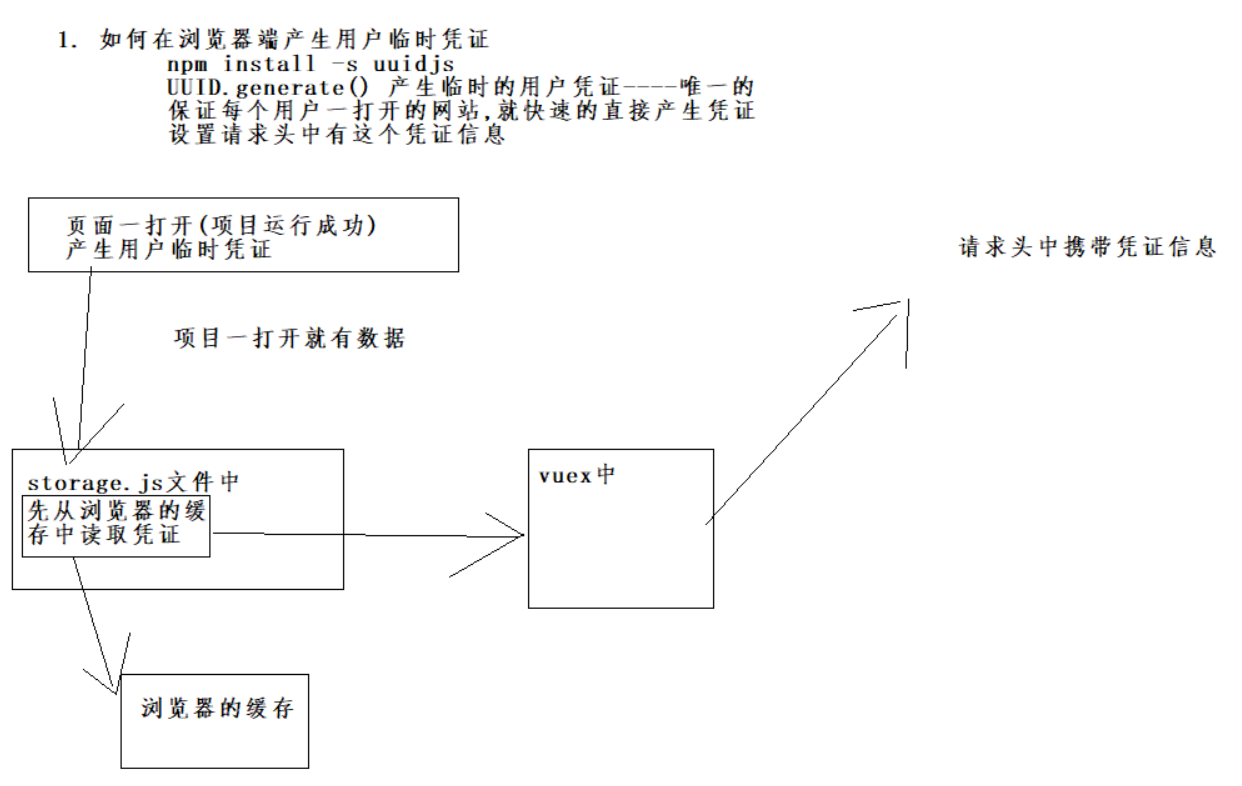 1. 如何在浏览器端产生用户临时凭证
npm install -s uuidjs
UUID.generate() 产生临时的用户凭证----唯一的
保证每个用户一打开的网站,就快速的直接产生凭证
设置请求头中有这个凭证信息
页面一打开(项目运行成功)
产生用户临时凭证
请求头中携带凭证信息
项目一打开就有数据
storage.js文件中
先从浏览器的缓
存中读取凭证
vuex中
浏览器的缓存